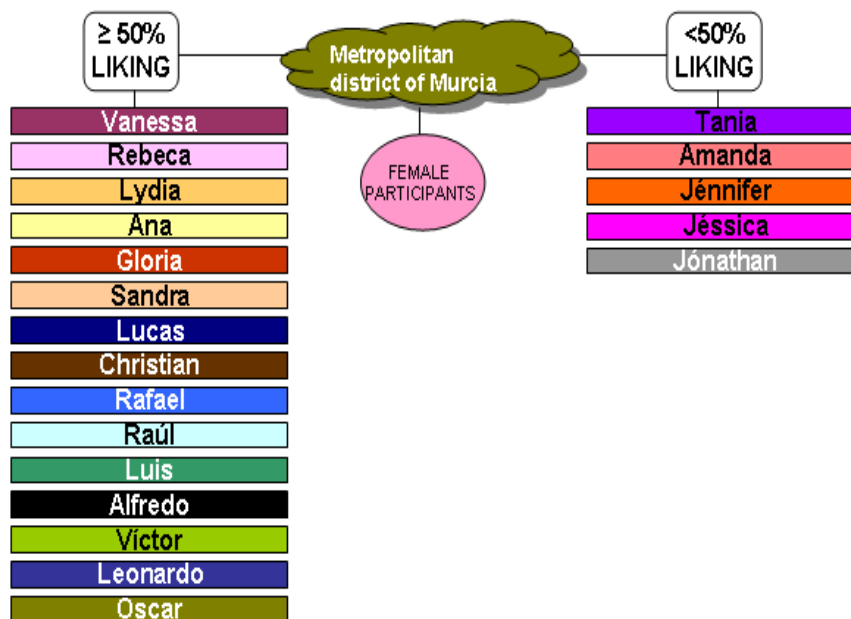 ≥ 50%
LIKING
Metropolitan
district of Murcia
<50%
LIKING
FEMALE
PARTICIPANTS
Vanessa
Rebeca
Lydia
Ana
Gloria
Sandra
Lucas
Christian
Rafael
Raúl
Luis
Alfredo
Víctor
Leonardo
Oscar
Tania
Amanda
Jénnifer
Jéssica
Jónathan